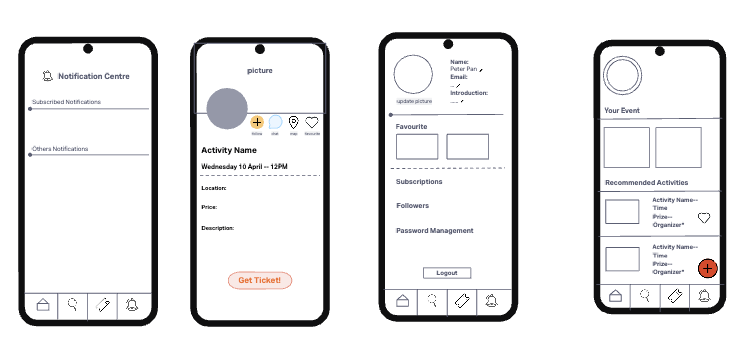 Notification Centre
Subscribed Notifications
Others Notifications
picture
follow
chat
map
favourite
Activity Name
Wednesday 10 April -- 12PM
Location:
Price:
Description:
Get Ticket!
Name:
Peter Pan
Email:
Introduction:
update picture
Favourite
Subscriptions
Followers
Password Management
Logout
Your Event
Recommended Activities
Activity Name--
Time
Prize--
Organizer*
Activity Name--
Time
Prize--
Organizer*